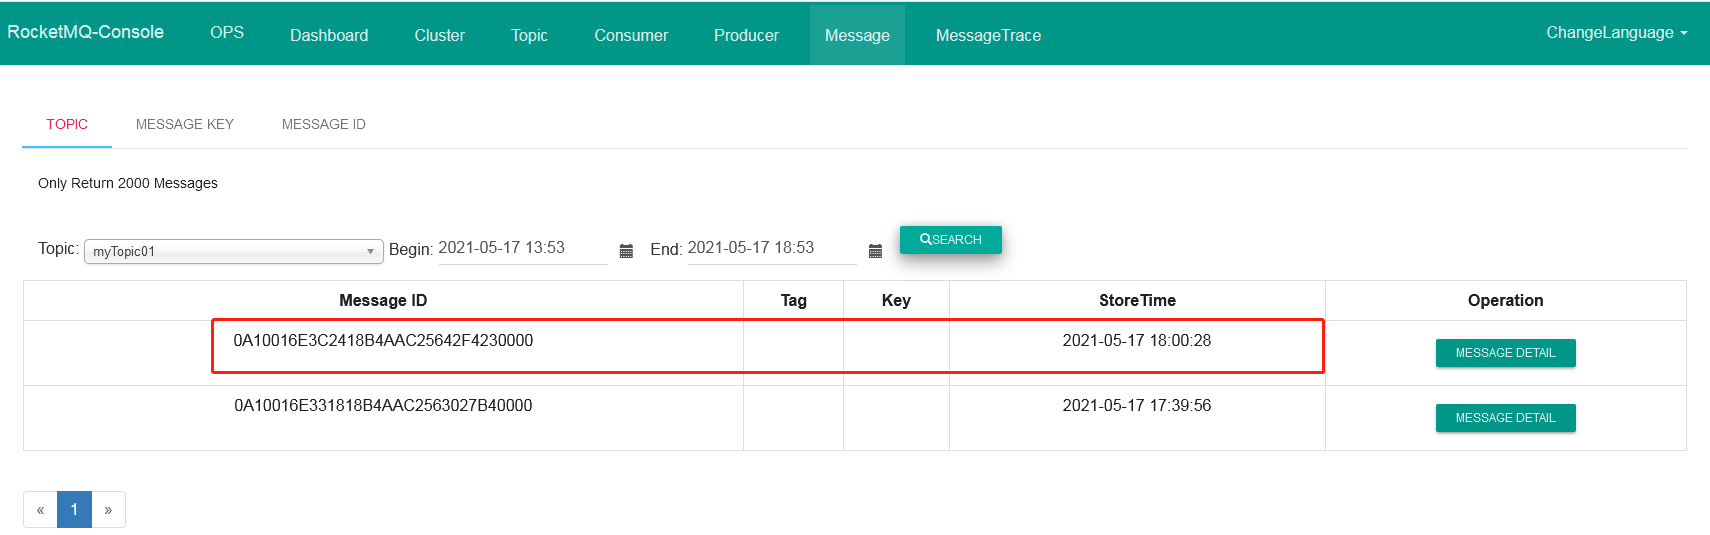 RocketMQ-Console OPS Dashboard Cluster Topic Consumer Producer Message MessageTrace ChangeLanguage
TOPIC MESSAGE KEY MESSAGE ID
Only Return 2000 Messages
Topic: myTopic01 Begin: 2021-05-17 13:53 End: 2021-05-17 18:53 SEARCH
Message ID Tag Key StoreTime Operation
0A10016E3C2418B4AAC25642F4230000 2021-05-17 18:00:28 MESSAGE DETAIL
0A10016E331818B4AAC2563027B40000 2021-05-17 17:39:56 MESSAGE DETAIL
« 1 »